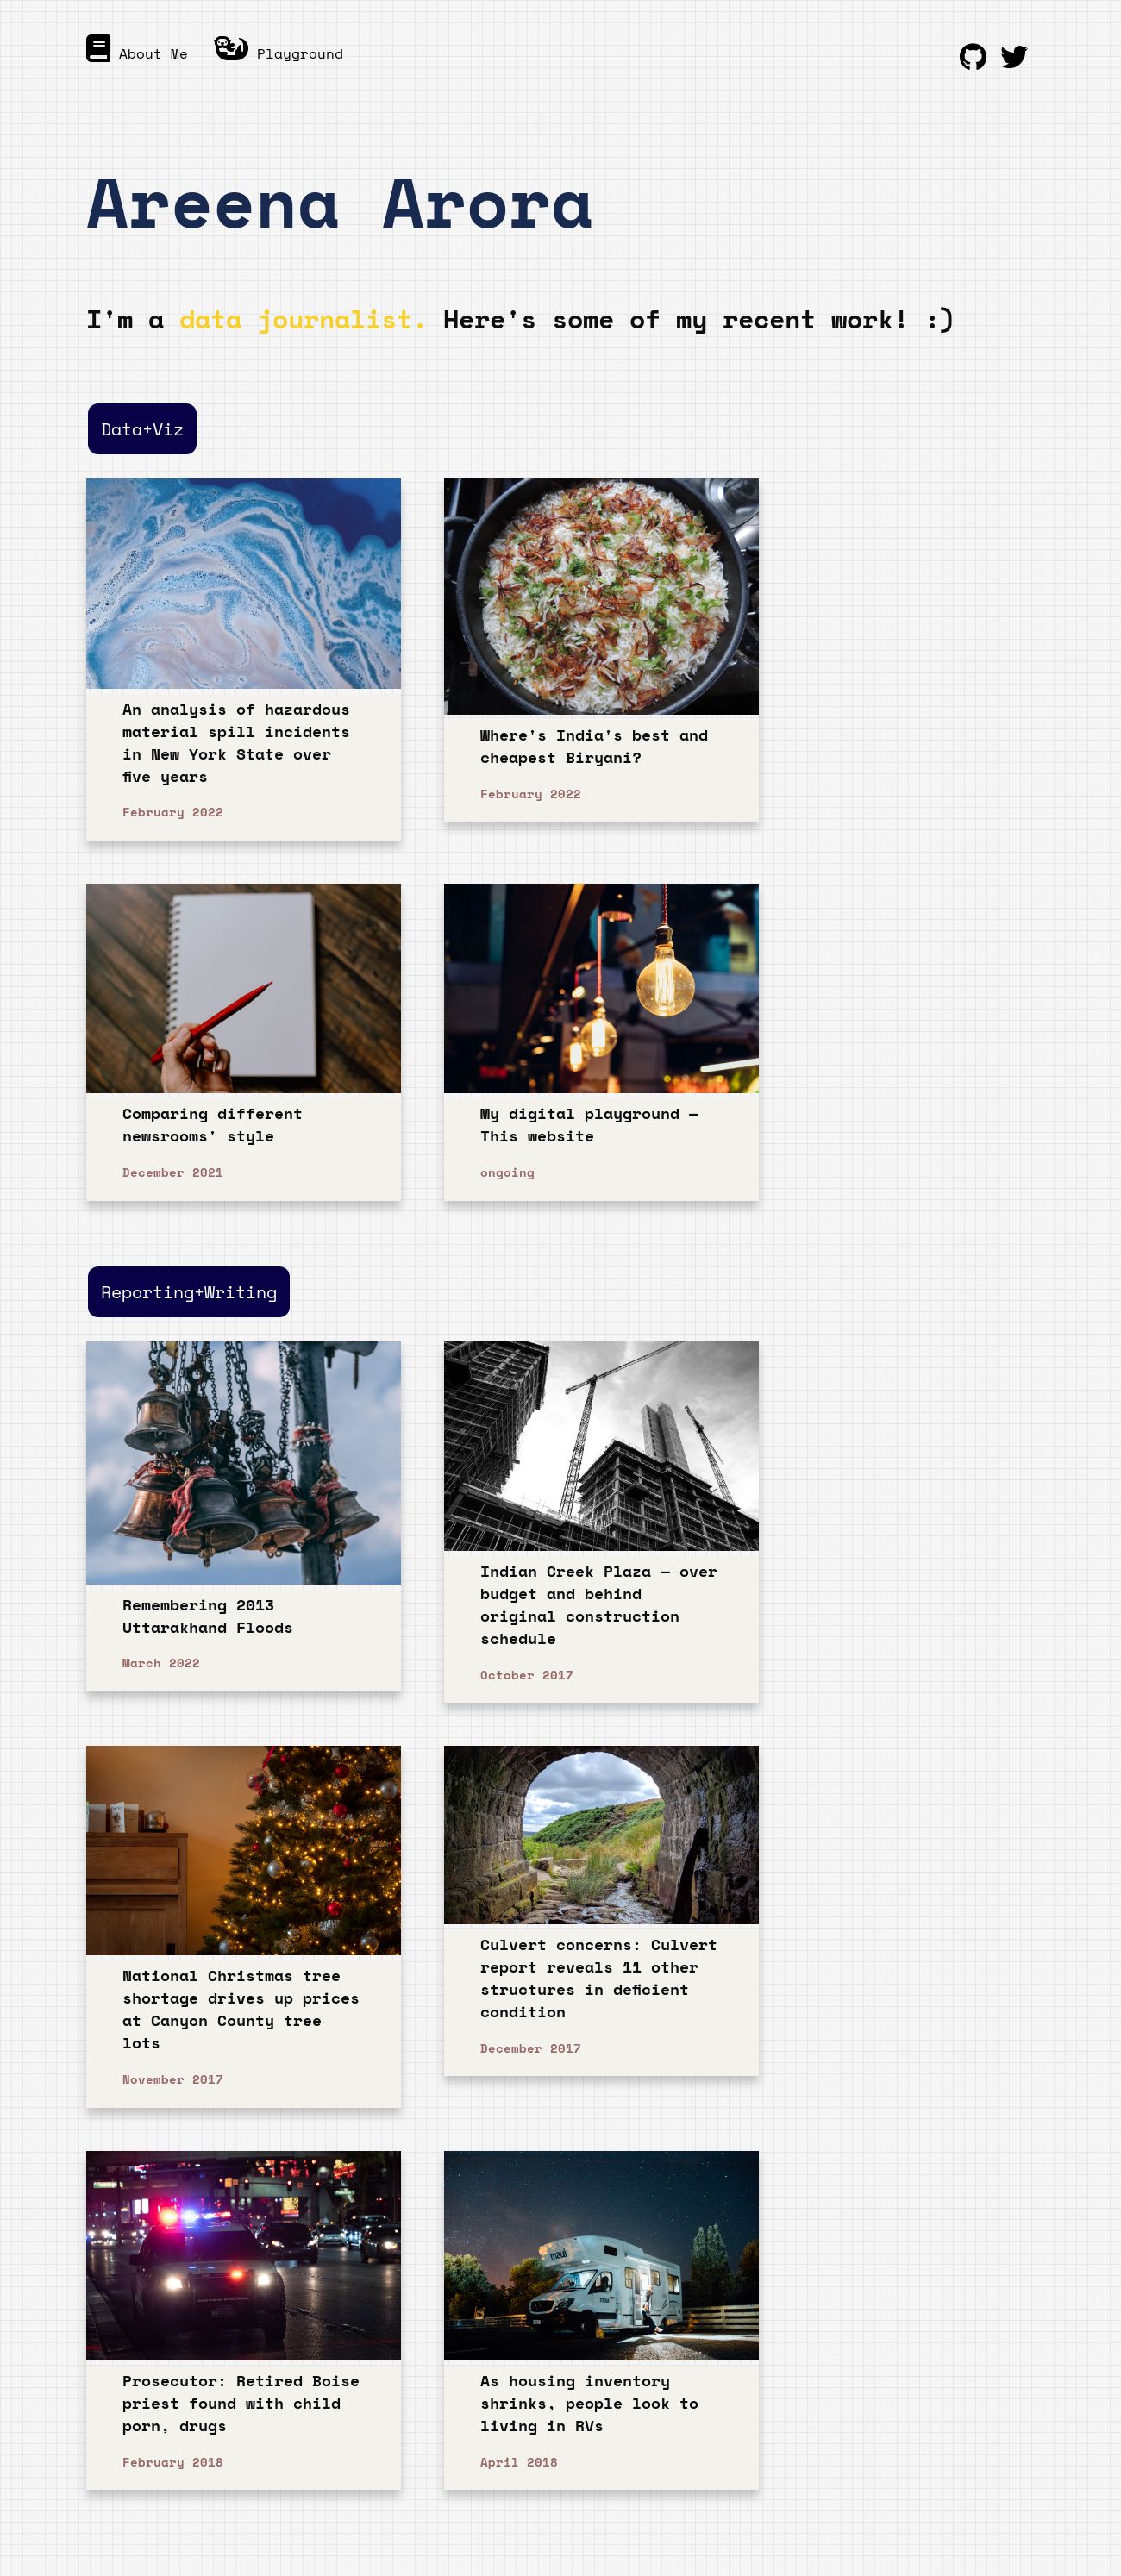 About Me
Playground
Areena Arora
I'm a data journalist. Here's some of my recent work! :)
Data+Viz
An analysis of hazardous
material spill incidents
in New York State over
five years
February 2022
Where's India's best and
cheapest Biryani?
February 2022
Comparing different
newsrooms' style
December 2021
My digital playground —
This website
ongoing
Reporting+Writing
Remembering 2013
Uttarakhand Floods
March 2022
Indian Creek Plaza — over
budget and behind
original construction
schedule
October 2017
National Christmas tree
shortage drives up prices
at Canyon County tree
lots
November 2017
Culvert concerns: Culvert
report reveals 11 other
structures in deficient
condition
December 2017
maui
Prosecutor: Retired Boise
priest found with child
porn, drugs
February 2018
As housing inventory
shrinks, people look to
living in RVs
April 2018